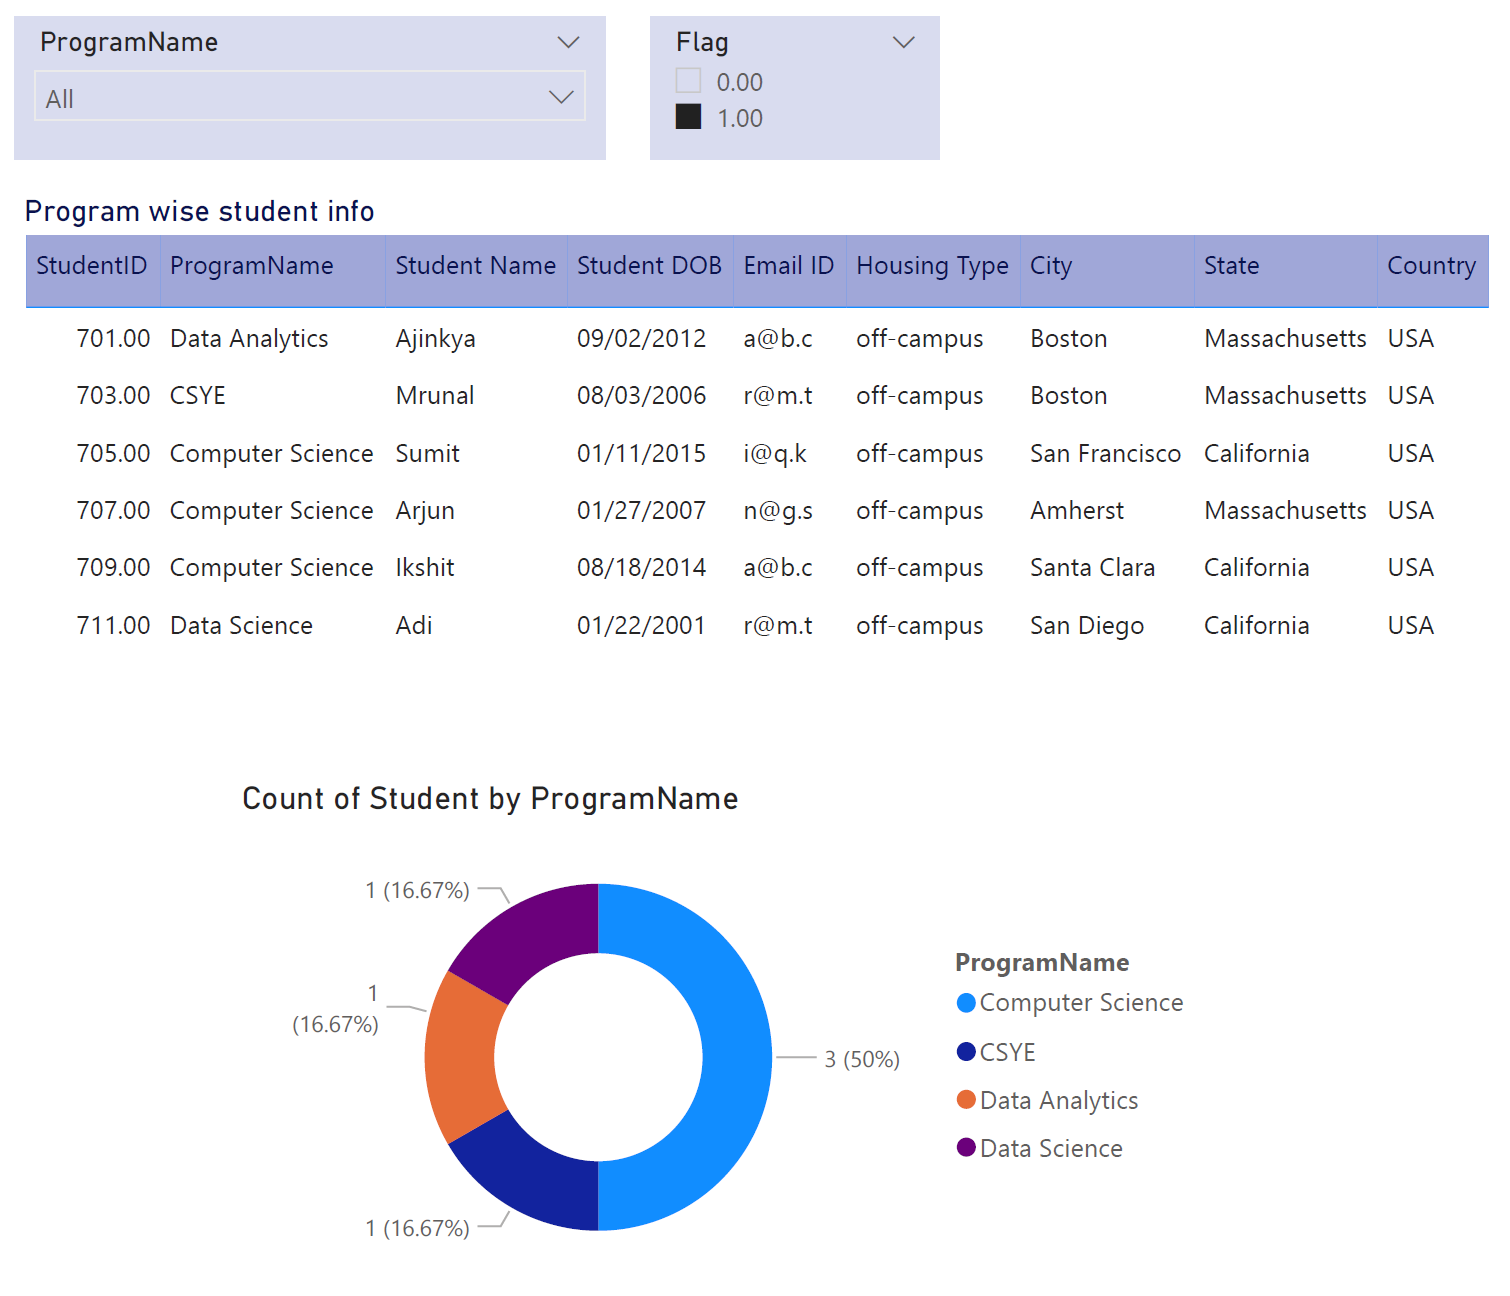 ProgramName
All
Flag
0.00
1.00
Program wise student info
StudentID ProgramName Student Name Student DOB Email ID Housing Type City State Country
701.00 Data Analytics Ajinkya 09/02/2012 a@b.c off-campus Boston Massachusetts USA
703.00 CSYE Mrunal 08/03/2006 r@m.t off-campus Boston Massachusetts USA
705.00 Computer Science Sumit 01/11/2015 i@q.k off-campus San Francisco California USA
707.00 Computer Science Arjun 01/27/2007 n@g.s off-campus Amherst Massachusetts USA
709.00 Computer Science Ikshit 08/18/2014 a@b.c off-campus Santa Clara California USA
711.00 Data Science Adi 01/22/2001 r@m.t off-campus San Diego California USA
Count of Student by ProgramName
1 (16.67%)
1
(16.67%)
3 (50%)
1 (16.67%)
ProgramName
Computer Science
CSYE
Data Analytics
Data Science